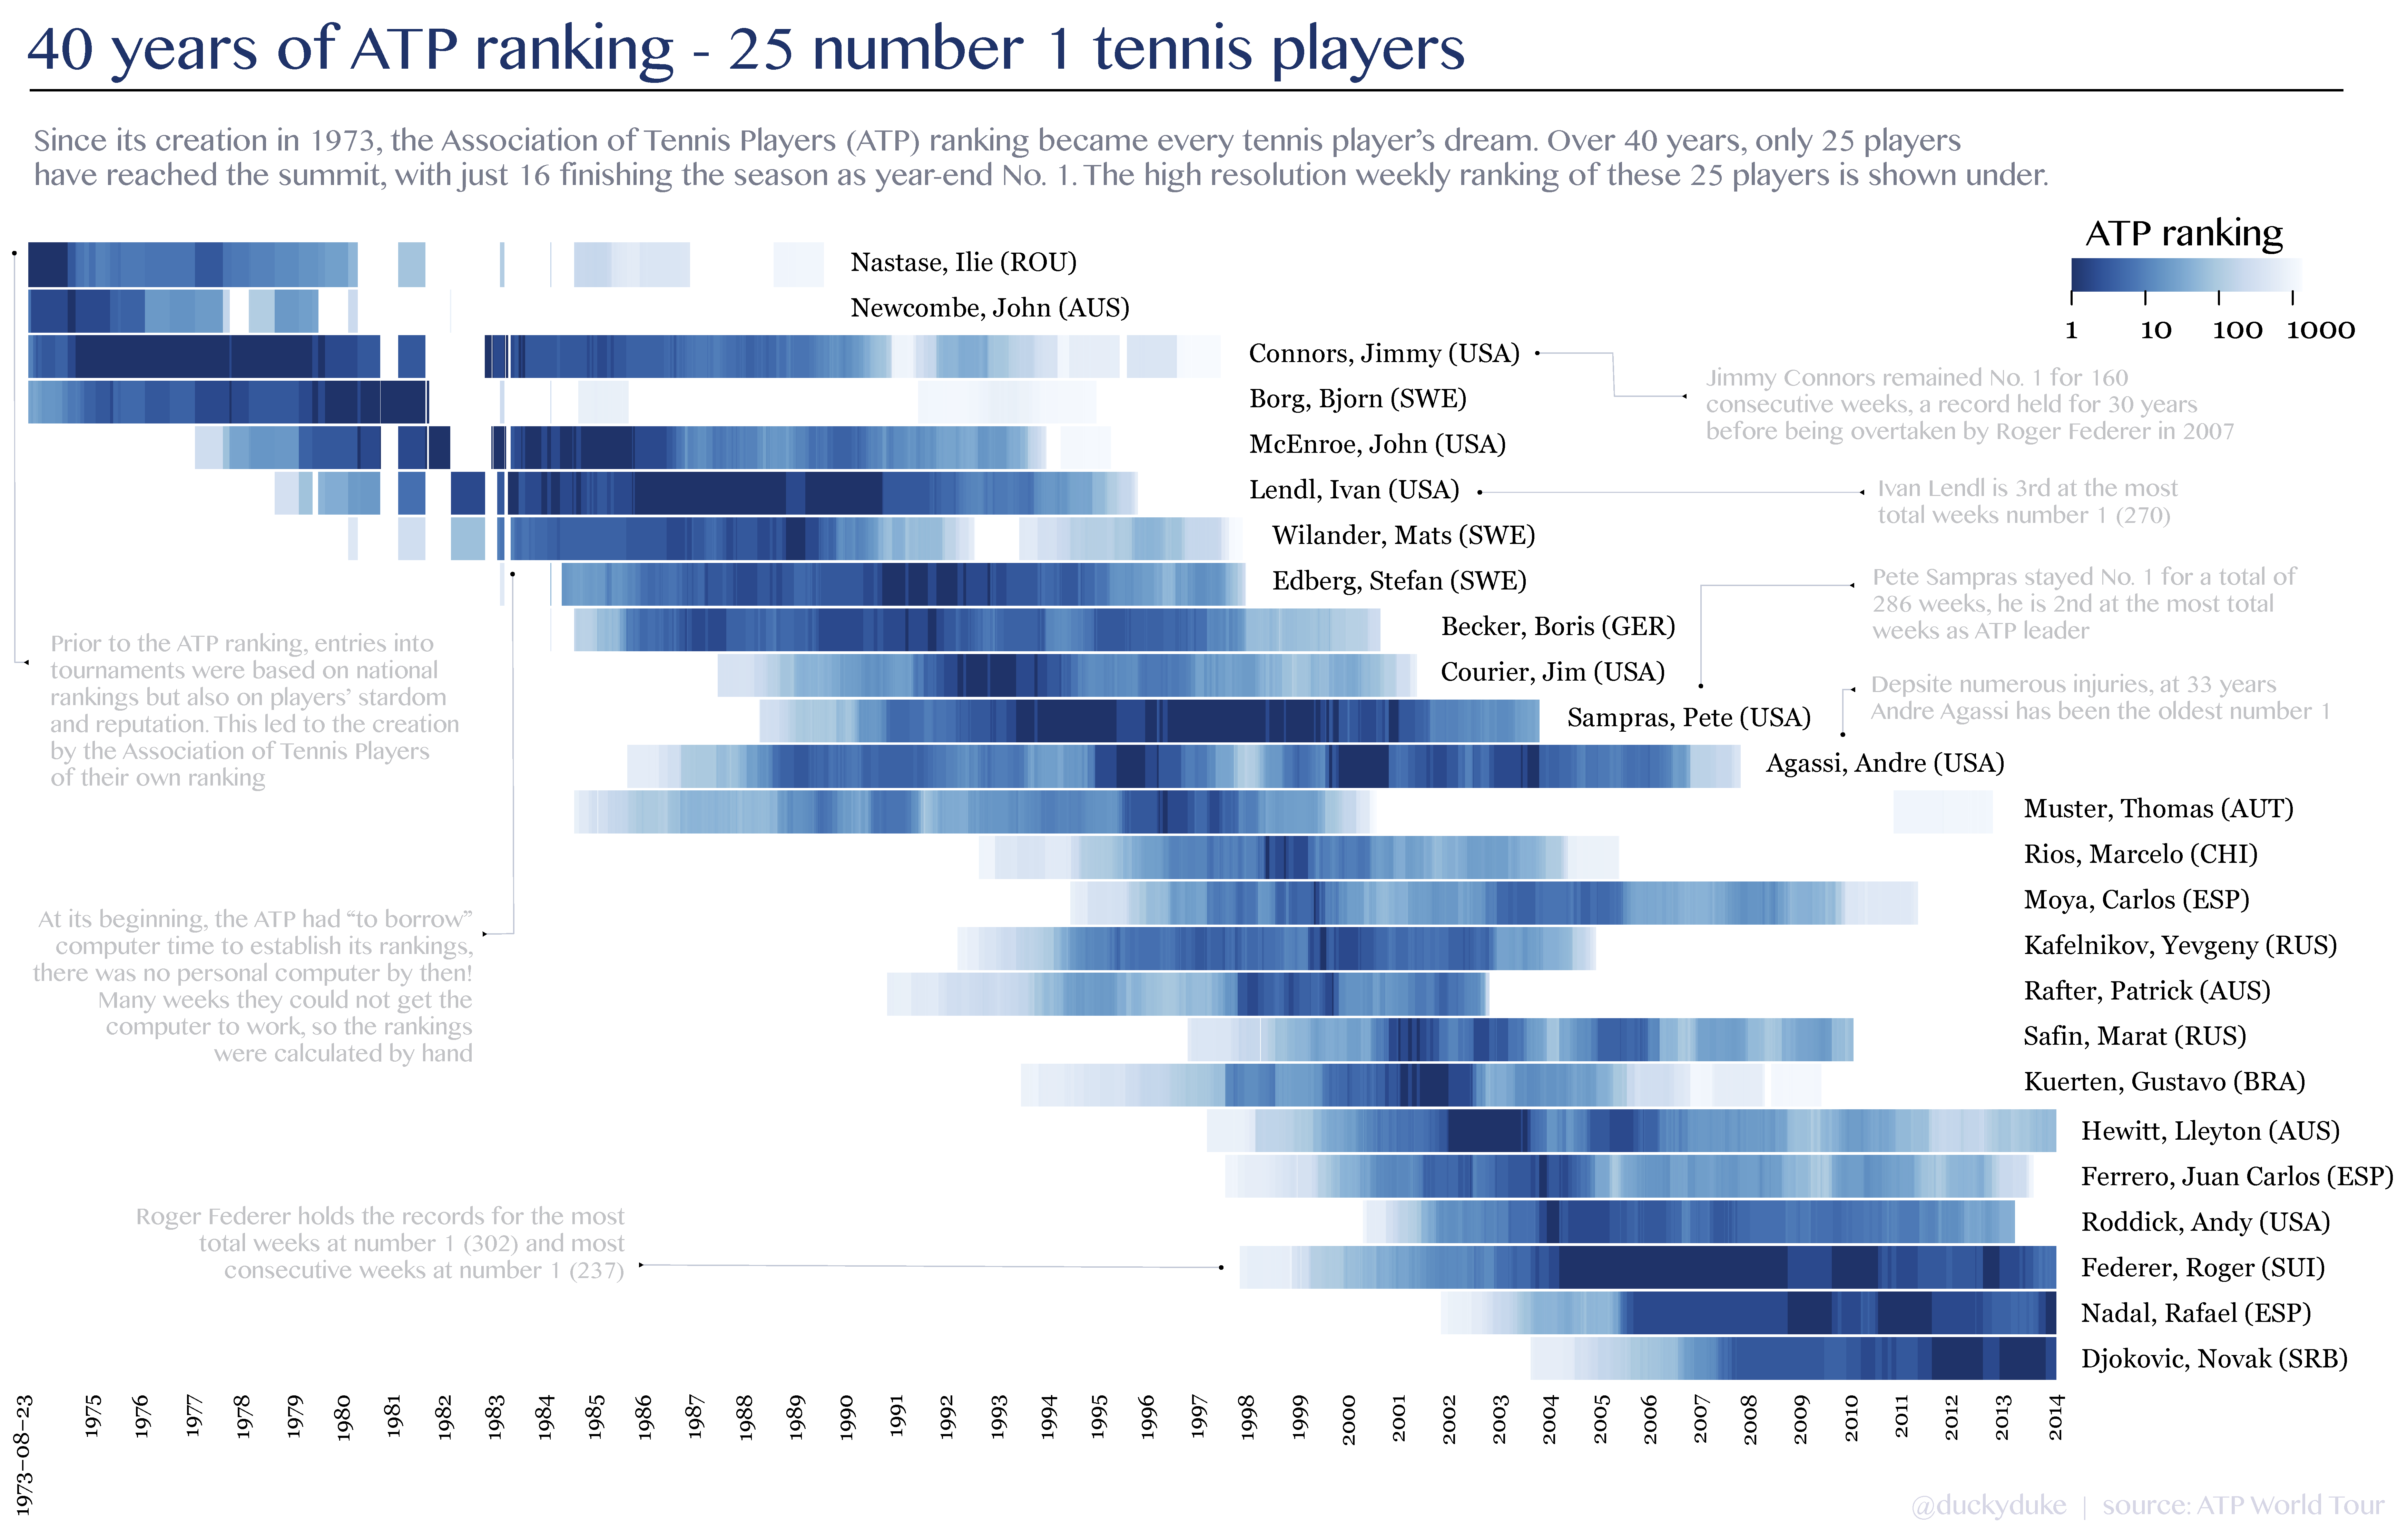 40 years of ATP ranking - 25 number 1 tennis players
Since its creation in 1973, the Association of Tennis Players (ATP) ranking became every tennis player's dream. Over 40 years, only 25 players
have reached the summit, with just 16 finishing the season as year-end No. 1. The high resolution weekly ranking of these 25 players is shown under.
ATP ranking
1 10 100 1000
Nastase, Ilie (ROU)
Newcombe, John (AUS)
Connors, Jimmy (USA)
Jimmy Connors remained No. 1 for 160
consecutive weeks, a record held for 30 years
before being overtaken by Roger Federer in 2007
Borg, Bjorn (SWE)
McEnroe, John (USA)
Lendl, Ivan (USA)
Ivan Lendl is 3rd at the most
total weeks number 1 (270)
Wilander, Mats (SWE)
Edberg, Stefan (SWE)
Pete Sampras stayed No. 1 for a total of
286 weeks, he is 2nd at the most total
weeks as ATP leader
Becker, Boris (GER)
Courier, Jim (USA)
Prior to the ATP ranking, entries into
tournaments were based on national
rankings but also on players' stardom
and reputation. This led to the creation
by the Association of Tennis Players
of their own ranking
Depsite numerous injuries, at 33 years
Andre Agassi has been the oldest number 1
Sampras, Pete (USA)
Agassi, Andre (USA)
Muster, Thomas (AUT)
Rios, Marcelo (CHI)
Moya, Carlos (ESP)
At its beginning, the ATP had “to borrow”
computer time to establish its rankings,
there was no personal computer by then!
Many weeks they could not get the
computer to work, so the rankings
were calculated by hand
Kafelnikov, Yevgeny (RUS)
Rafter, Patrick (AUS)
Safin, Marat (RUS)
Kuerten, Gustavo (BRA)
Hewitt, Lleyton (AUS)
Ferrero, Juan Carlos (ESP)
Roddick, Andy (USA)
Roger Federer holds the records for the most
total weeks at number 1 (302) and most
consecutive weeks at number 1 (237)
Federer, Roger (SUI)
Nadal, Rafael (ESP)
Djokovic, Novak (SRB)
1973-08-23
1975
1976
1977
1978
1979
1980
1981
1982
1983
1984
1985
1986
1987
1988
1989
1990
1991
1992
1993
1994
1995
1996
1997
1998
1999
2000
2001
2002
2003
2004
2005
2006
2007
2008
2009
2010
2011
2012
2013
2014
@duckyduke | source: ATP World Tour